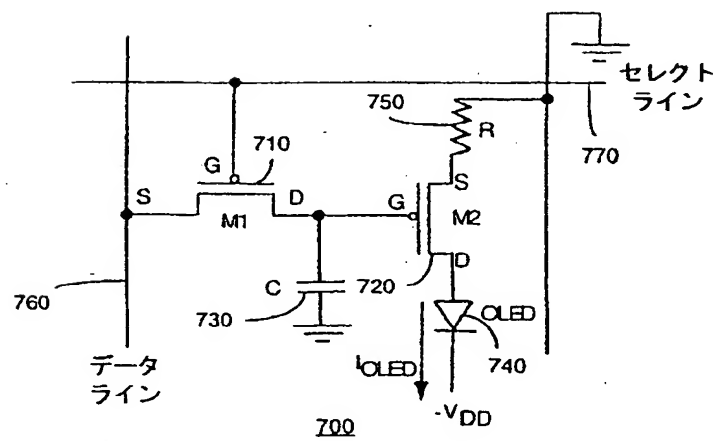 セレクト
ライン
770
750
R
710
G
S
D
M1
G
S
M2
D
760
C
730
720
OLED
740
IOLED
-VDD
データ
ライン
700